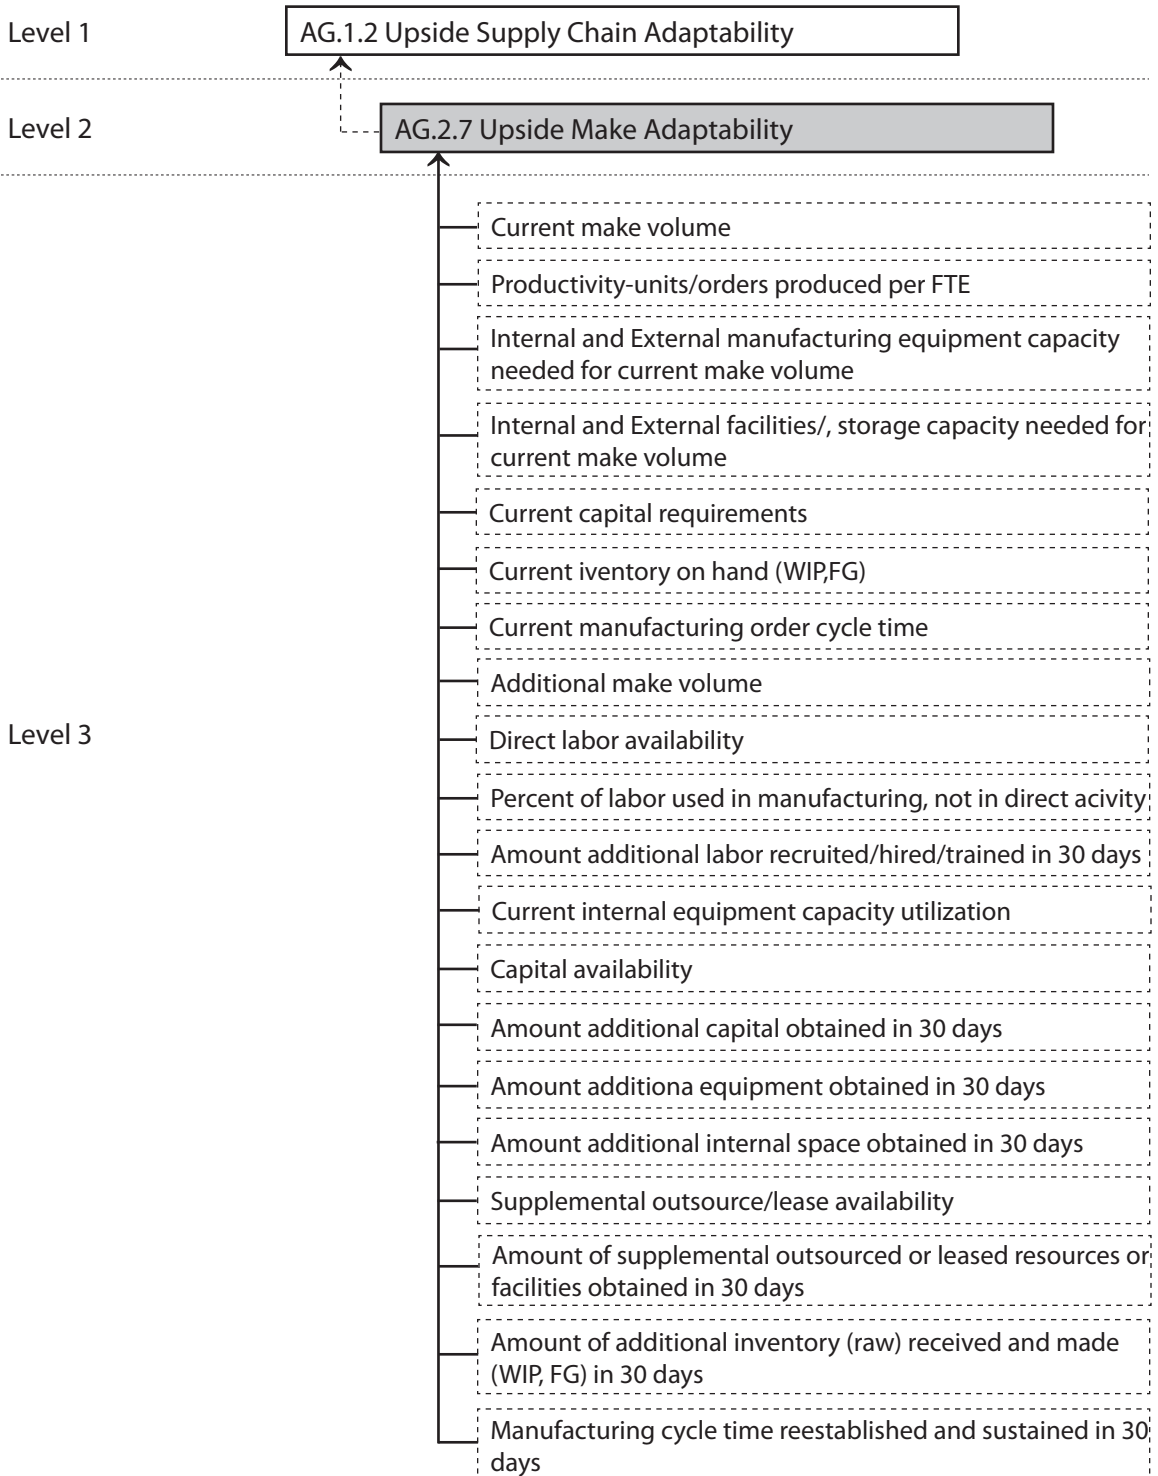 Level 1
AG.1.2 Upside Supply Chain Adaptability
Level 2
AG.2.7 Upside Make Adaptability
Current make volume
Productivity-units/orders produced per FTE
Internal and External manufacturing equipment capacity
needed for current make volume
Internal and External facilities/, storage capacity needed for
current make volume
Current capital requirements
Current iventory on hand (WIP,FG)
Current manufacturing order cycle time
Additional make volume
Level 3
Direct labor availability
Percent of labor used in manufacturing, not in direct acivity
Amount additional labor recruited/hired/trained in 30 days
Current internal equipment capacity utilization
Capital availability
Amount additional capital obtained in 30 days
Amount additiona equipment obtained in 30 days
Amount additional internal space obtained in 30 days
Supplemental outsource/lease availability
Amount of supplemental outsourced or leased resources or
facilities obtained in 30 days
Amount of additional inventory (raw) received and made
(WIP, FG) in 30 days
Manufacturing cycle time reestablished and sustained in 30
days